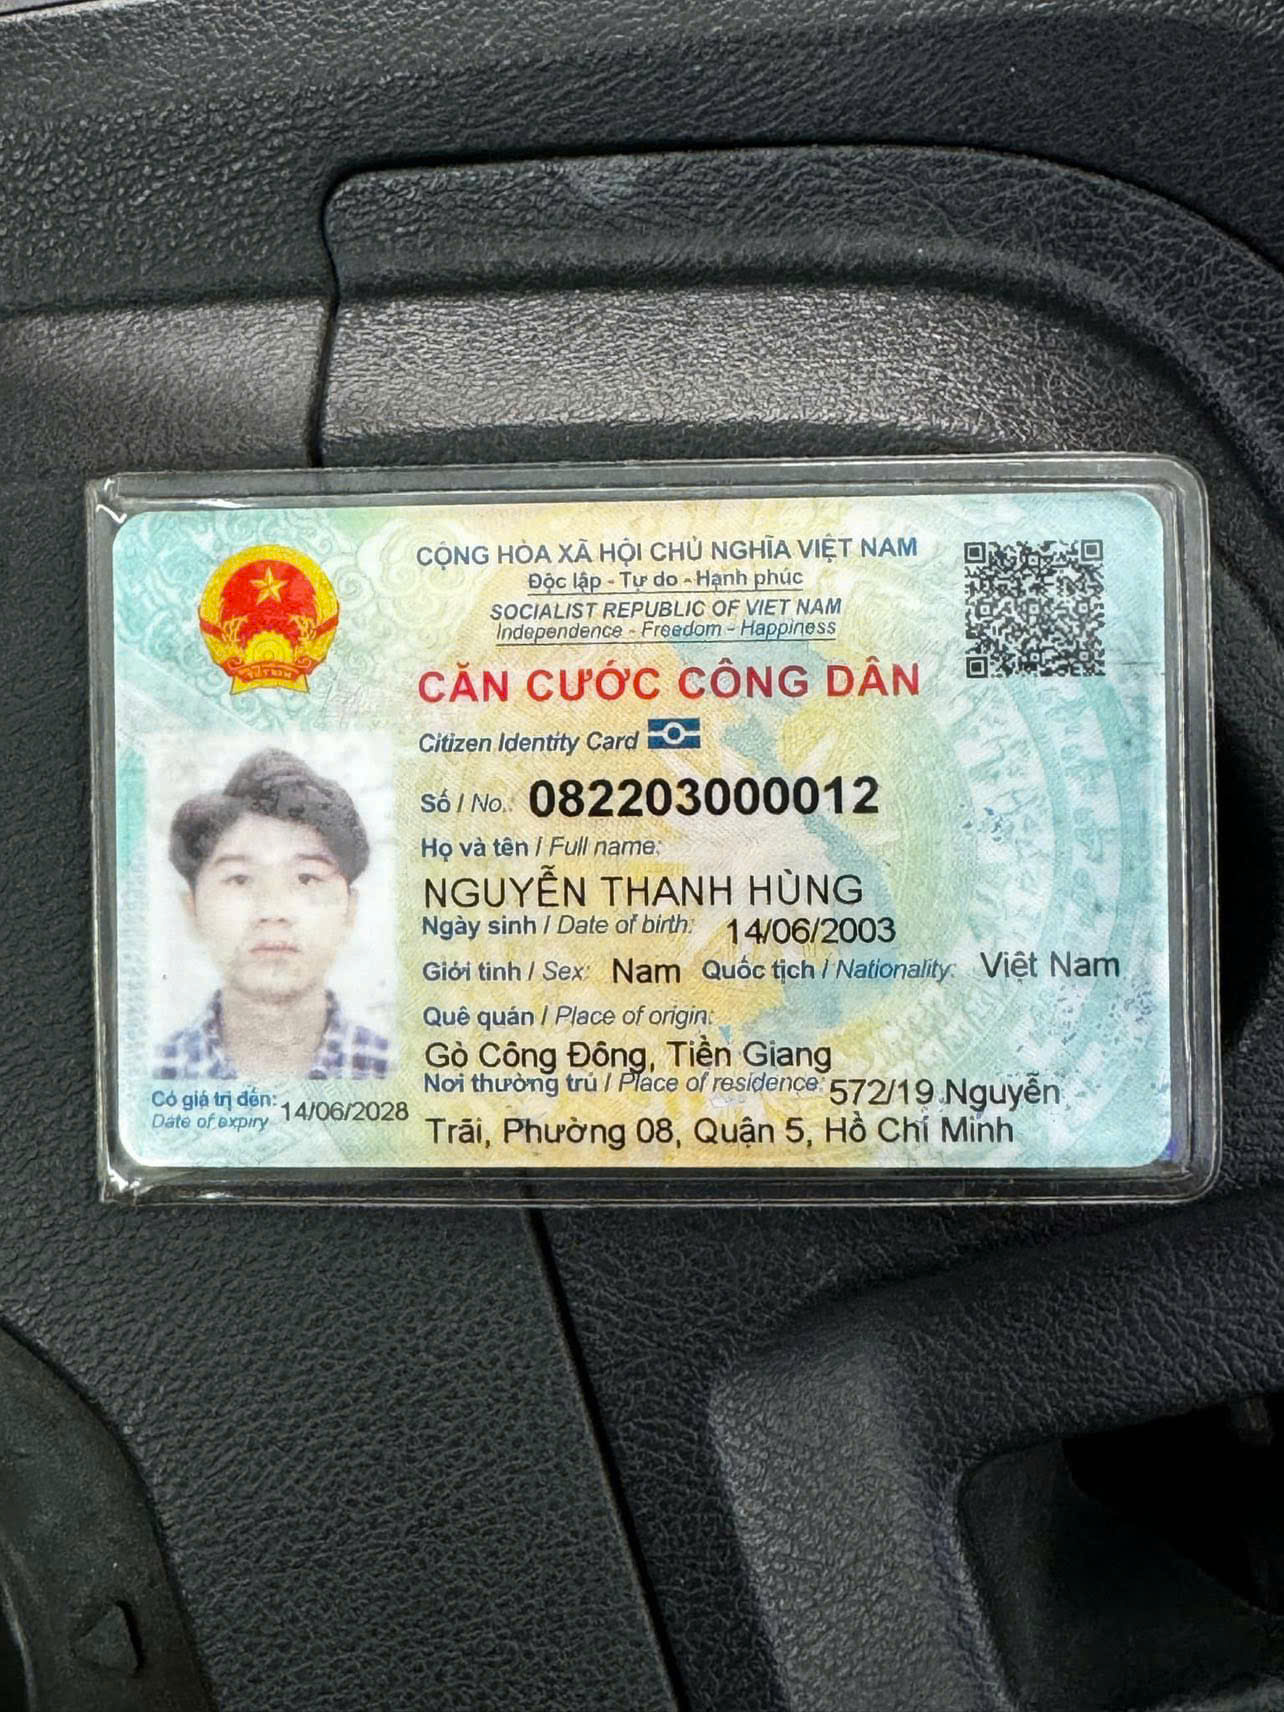 CỘNG HÒA XÃ HỘI CHỦ NGHĨA VIỆT NAM
Độc lập - Tự do - Hạnh phúc
SOCIALIST REPUBLIC OF VIET NAM
Independence - Freedom - Happiness
CĂN CƯỚC CÔNG DÂN
Citizen Identity Card
Số / No.: 082203000012
Họ và tên / Full name:
NGUYỄN THANH HÙNG
Ngày sinh / Date of birth: 14/06/2003
Giới tính / Sex: Nam Quốc tịch / Nationality: Việt Nam
Quê quán / Place of origin:
Gò Công Đông, Tiền Giang
Nơi thường trú / Place of residence: 572/19 Nguyễn
Trãi, Phường 08, Quận 5, Hồ Chí Minh
Có giá trị đến: 14/06/2028
Date of expiry